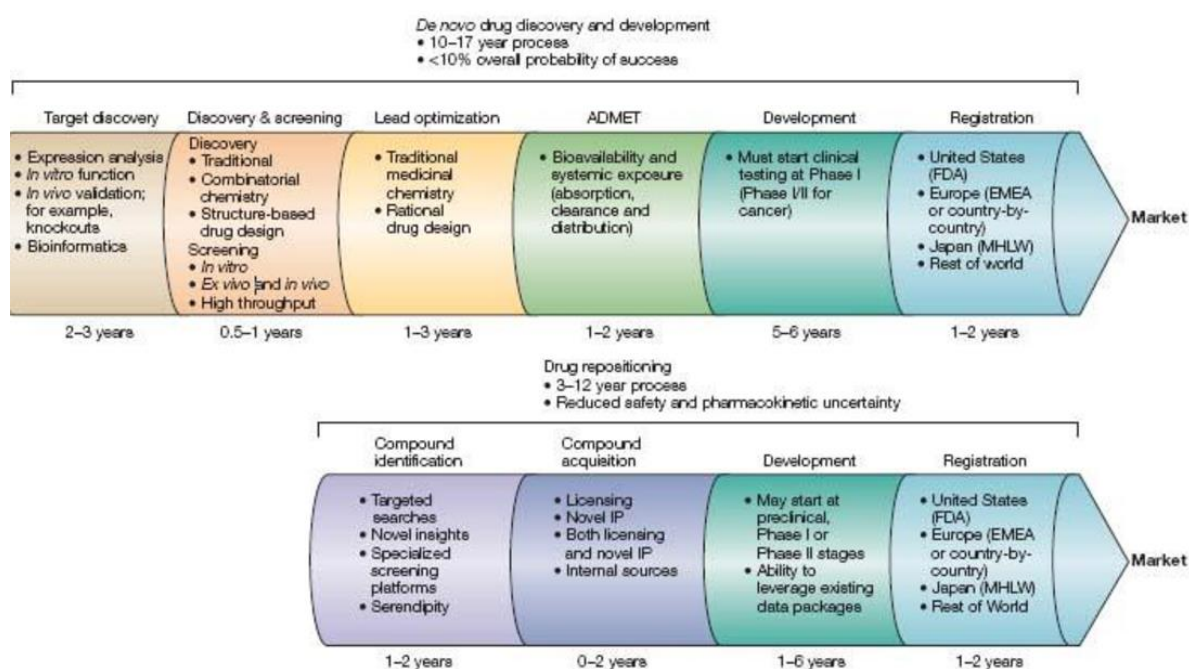 De novo drug discovery and development
• 10–17 year process
• <10% overall probability of success
Target discovery
• Expression analysis
• In vitro function
• In vivo validation;
for example,
knockouts
• Bioinformatics
2–3 years
Discovery & screening
Discovery
• Traditional
• Combinatorial
chemistry
• Structure-based
drug design
Screening
• In vitro
• Ex vivo and in vivo
• High throughput
0.5–1 years
Lead optimization
• Traditional
medicinal
chemistry
• Rational
drug design
1–3 years
ADMET
• Bioavailability and
systemic exposure
(absorption,
clearance and
distribution)
1–2 years
Development
• Must start clinical
testing at Phase I
(Phase I/II for
cancer)
5–6 years
Registration
• United States
(FDA)
• Europe (EMEA
or country-by-
country)
• Japan (MHLW)
• Rest of world
1–2 years
Market
Drug repositioning
• 3–12 year process
• Reduced safety and pharmacokinetic uncertainty
Compound
identification
• Targeted
searches
• Novel insights
• Specialized
screening
platforms
• Serendipity
1–2 years
Compound
acquisition
• Licensing
• Novel IP
• Both licensing
and novel IP
• Internal sources
0–2 years
Development
• May start at
preclinical,
Phase I or
Phase II stages
• Ability to
leverage existing
data packages
1–6 years
Registration
• United States
(FDA)
• Europe (EMEA
or country-by-
country)
• Japan (MHLW)
• Rest of World
1–2 years
Market